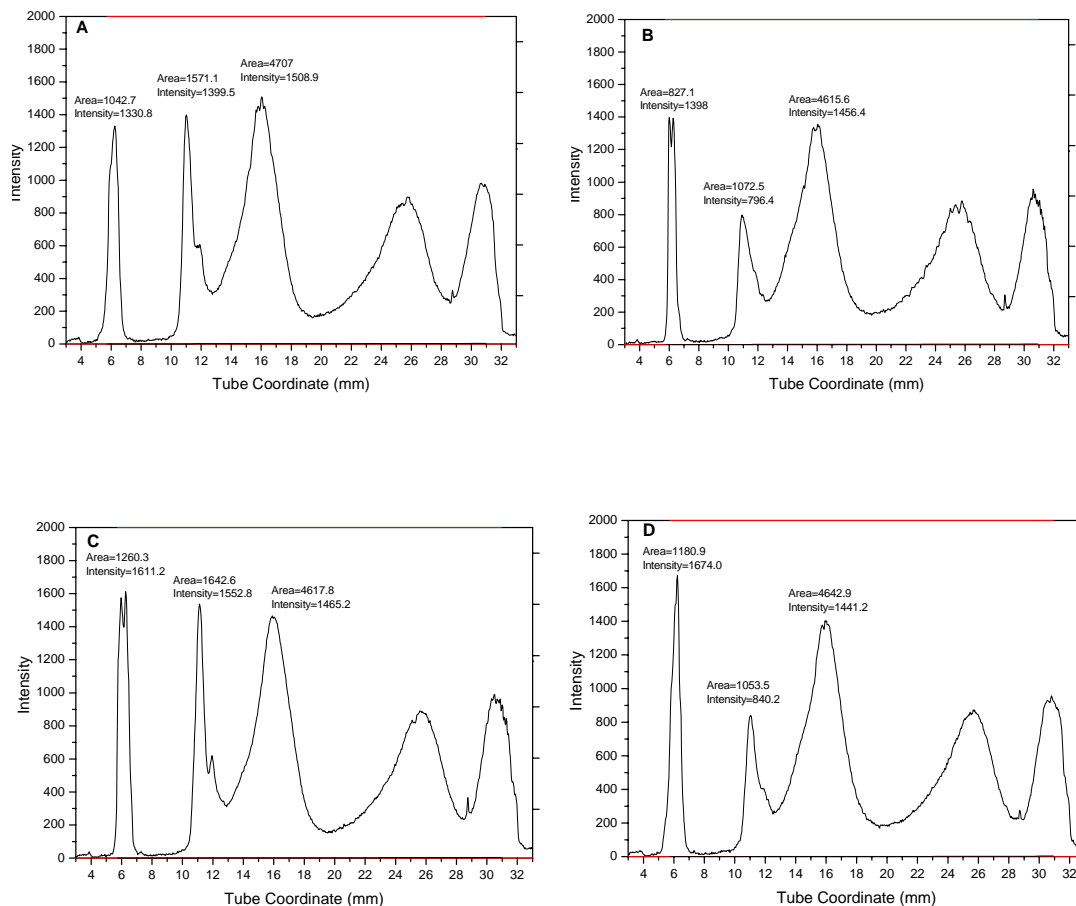 A
Area=1042.7
Intensity=1330.8
Area=1571.1
Intensity=1399.5
Area=4707
Intensity=1508.9
2000
1800
1600
1400
1200
1000
800
600
400
200
0
Intensity
4 6 8 10 12 14 16 18 20 22 24 26 28 30 32
Tube Coordinate (mm)
B
Area=827.1
Intensity=1398
Area=1072.5
Intensity=796.4
Area=4615.6
Intensity=1456.4
2000
1800
1600
1400
1200
1000
800
600
400
200
0
Intensity
4 6 8 10 12 14 16 18 20 22 24 26 28 30 32
Tube Coordinate (mm)
C
Area=1260.3
Intensity=1611.2
Area=1642.6
Intensity=1552.8
Area=4617.8
Intensity=1465.2
2000
1800
1600
1400
1200
1000
800
600
400
200
0
Intensity
4 6 8 10 12 14 16 18 20 22 24 26 28 30 32
Tube Coordinate (mm)
D
Area=1180.9
Intensity=1674.0
Area=1053.5
Intensity=840.2
Area=4642.9
Intensity=1441.2
2000
1800
1600
1400
1200
1000
800
600
400
200
0
Intensity
4 6 8 10 12 14 16 18 20 22 24 26 28 30 32
Tube Coordinate (mm)